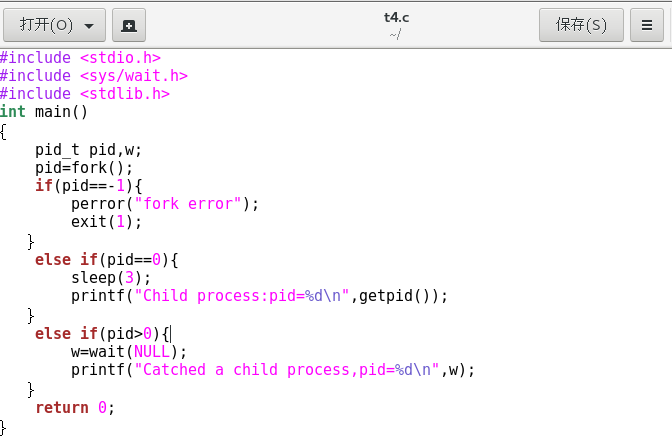 打开(O)
t4.c
~/
保存(S)
#include <stdio.h>
#include <sys/wait.h>
#include <stdlib.h>
int main()
{
    pid_t pid,w;
    pid=fork();
    if(pid==-1){
        perror("fork error");
        exit(1);
    }
    else if(pid==0){
        sleep(3);
        printf("Child process:pid=%d\n",getpid());
    }
    else if(pid>0){
        w=wait(NULL);
        printf("Catched a child process,pid=%d\n",w);
    }
    return 0;
}